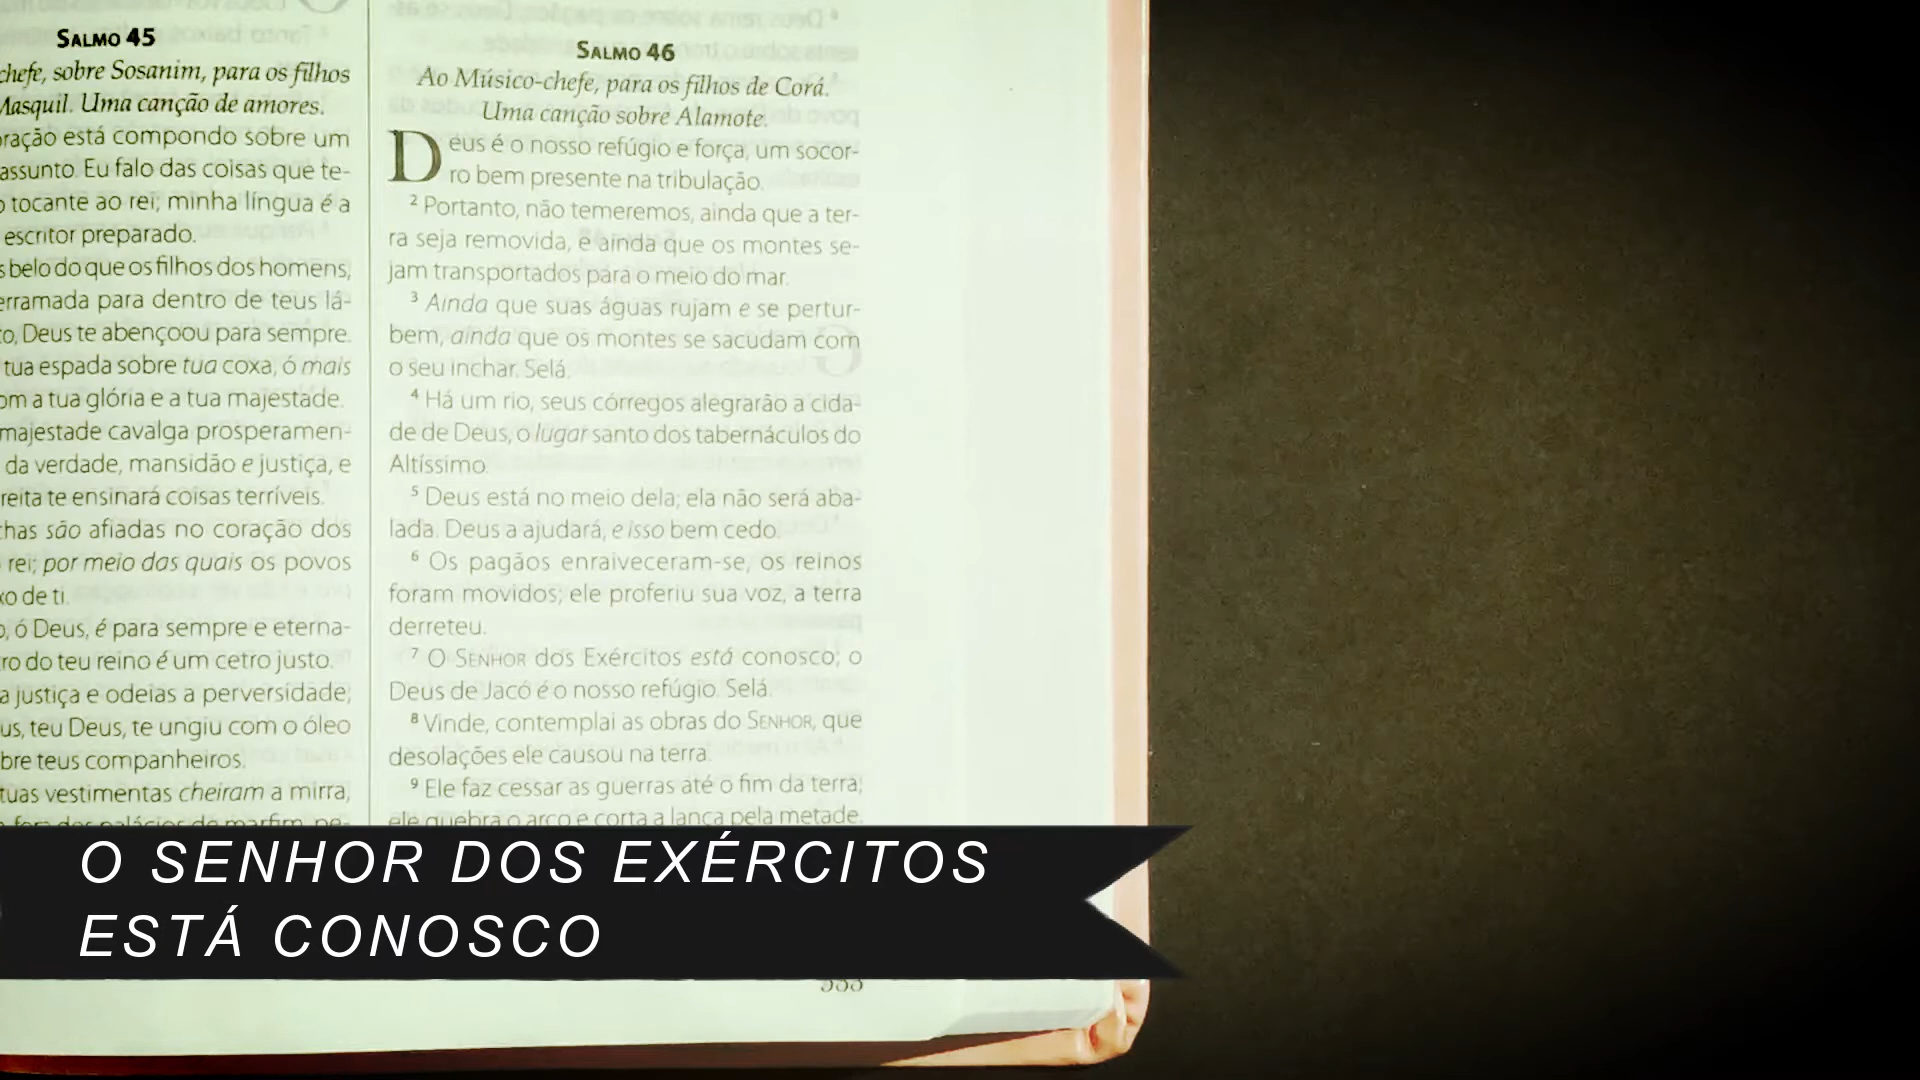 SALMO 45
chefe, sobre Sosanim, para os filhos
Masquil. Uma canção de amores.
oração está compondo sobre um
assunto. Eu falo das coisas que te-
o tocante ao rei; minha língua é a
escritor preparado.
s belo do que os filhos dos homens,
erramada para dentro de teus lá-
to, Deus te abençoou para sempre.
tua espada sobre tua coxa, ó mais
om a tua glória e a tua majestade.
majestade cavalga prosperamen-
da verdade, mansidão e justiça, e
reita te ensinará coisas terríveis.
chas são afiadas no coração dos
rei; por meio das quais os povos
xo de ti.
o, ó Deus, é para sempre e eterna-
ro do teu reino é um cetro justo.
a justiça e odeias a perversidade;
us, teu Deus, te ungiu com o óleo
bre teus companheiros.
tuas vestimentas cheiram a mirra,
SALMO 46
Ao Músico-chefe, para os filhos de Corá.
Uma canção sobre Alamote.
Deus é o nosso refúgio e força, um socor-
ro bem presente na tribulação.
2 Portanto, não temeremos, ainda que a ter-
ra seja removida, e ainda que os montes se-
jam transportados para o meio do mar.
3 Ainda que suas águas rujam e se pertur-
bem, ainda que os montes se sacudam com
o seu inchar. Selá.
4 Há um rio, seus córregos alegrarão a cida-
de de Deus, o lugar santo dos tabernáculos do
Altíssimo.
5 Deus está no meio dela; ela não será aba-
lada. Deus a ajudará, e isso bem cedo.
6 Os pagãos enraiveceram-se, os reinos
foram movidos; ele proferiu sua voz, a terra
derreteu.
7 O SENHOR dos Exércitos está conosco; o
Deus de Jacó é o nosso refúgio. Selá.
8 Vinde, contemplai as obras do SENHOR, que
desolações ele causou na terra.
9 Ele faz cessar as guerras até o fim da terra;
ele quebra o arco e corta a lança pela metade.
O SENHOR DOS EXÉRCITOS
ESTÁ CONOSCO